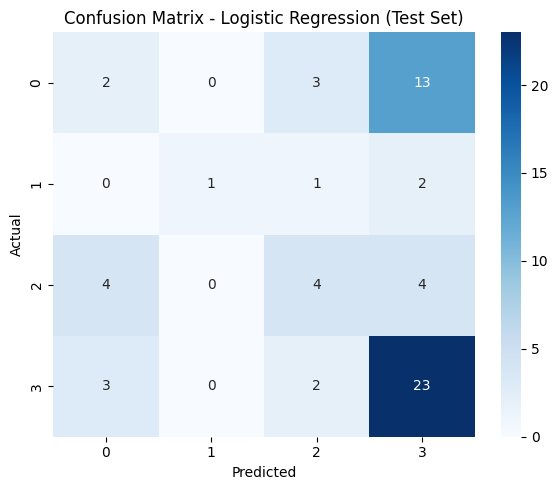 Confusion Matrix - Logistic Regression (Test Set)
0 2 0 3 13
1 0 1 1 2
2 4 0 4 4
3 3 0 2 23
0 1 2 3
Actual
Predicted
20
15
10
5
0